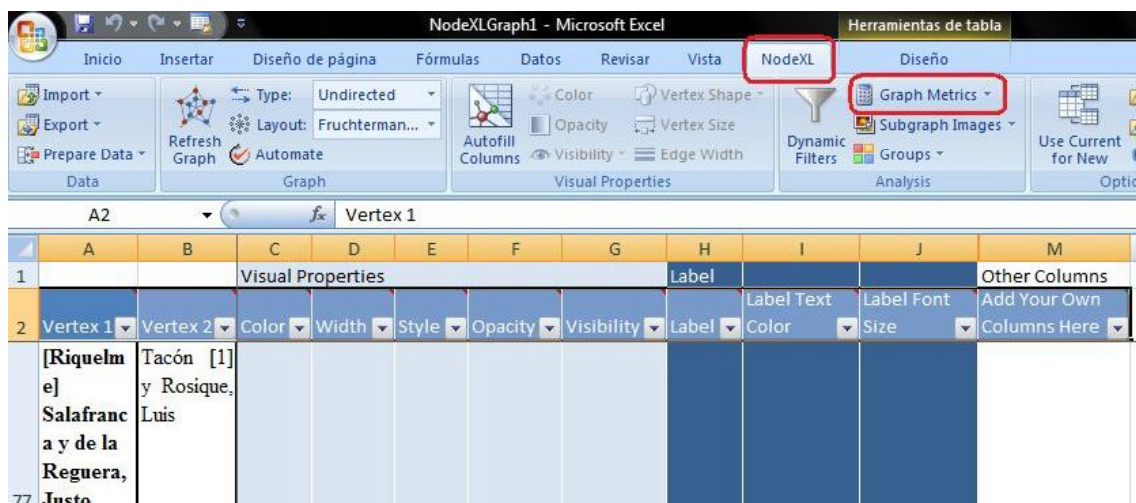 NodeXLGraph1 - Microsoft Excel
Herramientas de tabla
Inicio Insertar Diseño de página Fórmulas Datos Revisar Vista NodeXL Diseño
Import
Export
Prepare Data
Data
Refresh
Graph
Type: Undirected
Layout: Fruchterman...
Automate
Graph
Autofill
Columns
Color
Opacity
Visibility
Vertex Shape
Vertex Size
Edge Width
Visual Properties
Dynamic
Filters
Graph Metrics
Subgraph Images
Groups
Analysis
Use Current
for New
Optio
A2 fx Vertex 1
A B C D E F G H I J M
1 Visual Properties Label Other Columns
2 Vertex 1 Vertex 2 Color Width Style Opacity Visibility Label
Label Text
Color
Label Font
Size
Add Your Own
Columns Here
[Riquelm
e]
Salafranc
a y de la
Reguera,
Justo
Tacón [1]
y Rosique,
Luis
77